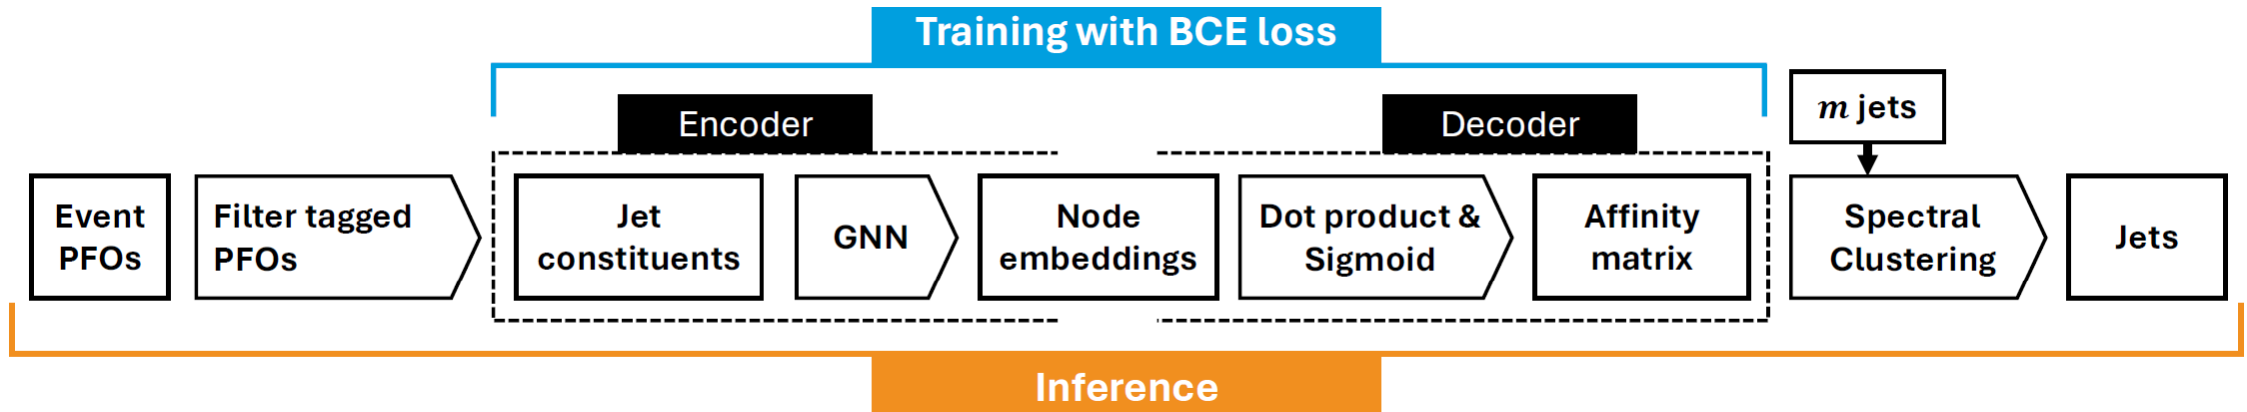 Training with BCE loss
Encoder
Decoder
m jets
Event
PFOs
Filter tagged
PFOs
Jet
constituents
GNN
Node
embeddings
Dot product &
Sigmoid
Affinity
matrix
Spectral
Clustering
Jets
Inference